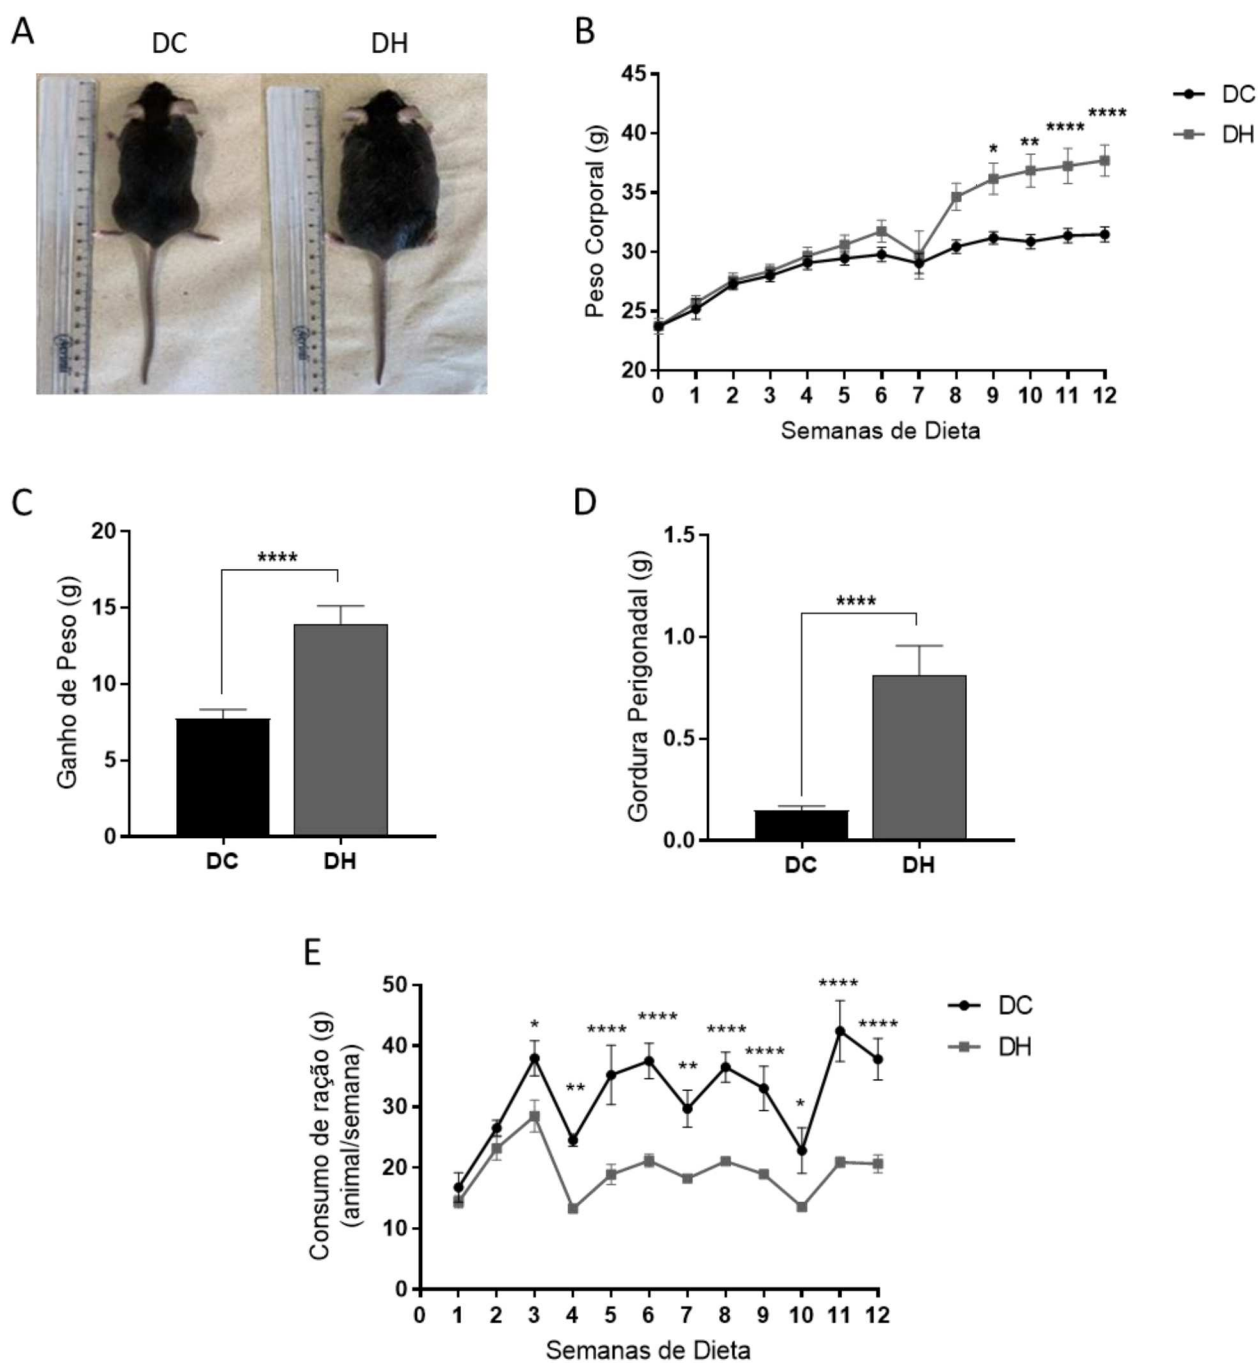 A
DC
DH
B
45
40
35
30
25
20
Peso Corporal (g)
* ** **** ****
DC
DH
0 1 2 3 4 5 6 7 8 9 10 11 12
Semanas de Dieta
C
20
15
10
5
0
Ganho de Peso (g)
****
DC DH
D
1.5
1.0
0.5
0.0
Gordura Perigonadal (g)
****
DC DH
E
50
40
30
20
10
0
Consumo de ração (g)
(animal/semana)
* ** **** **** ** **** **** * **** ****
DC
DH
0 1 2 3 4 5 6 7 8 9 10 11 12
Semanas de Dieta